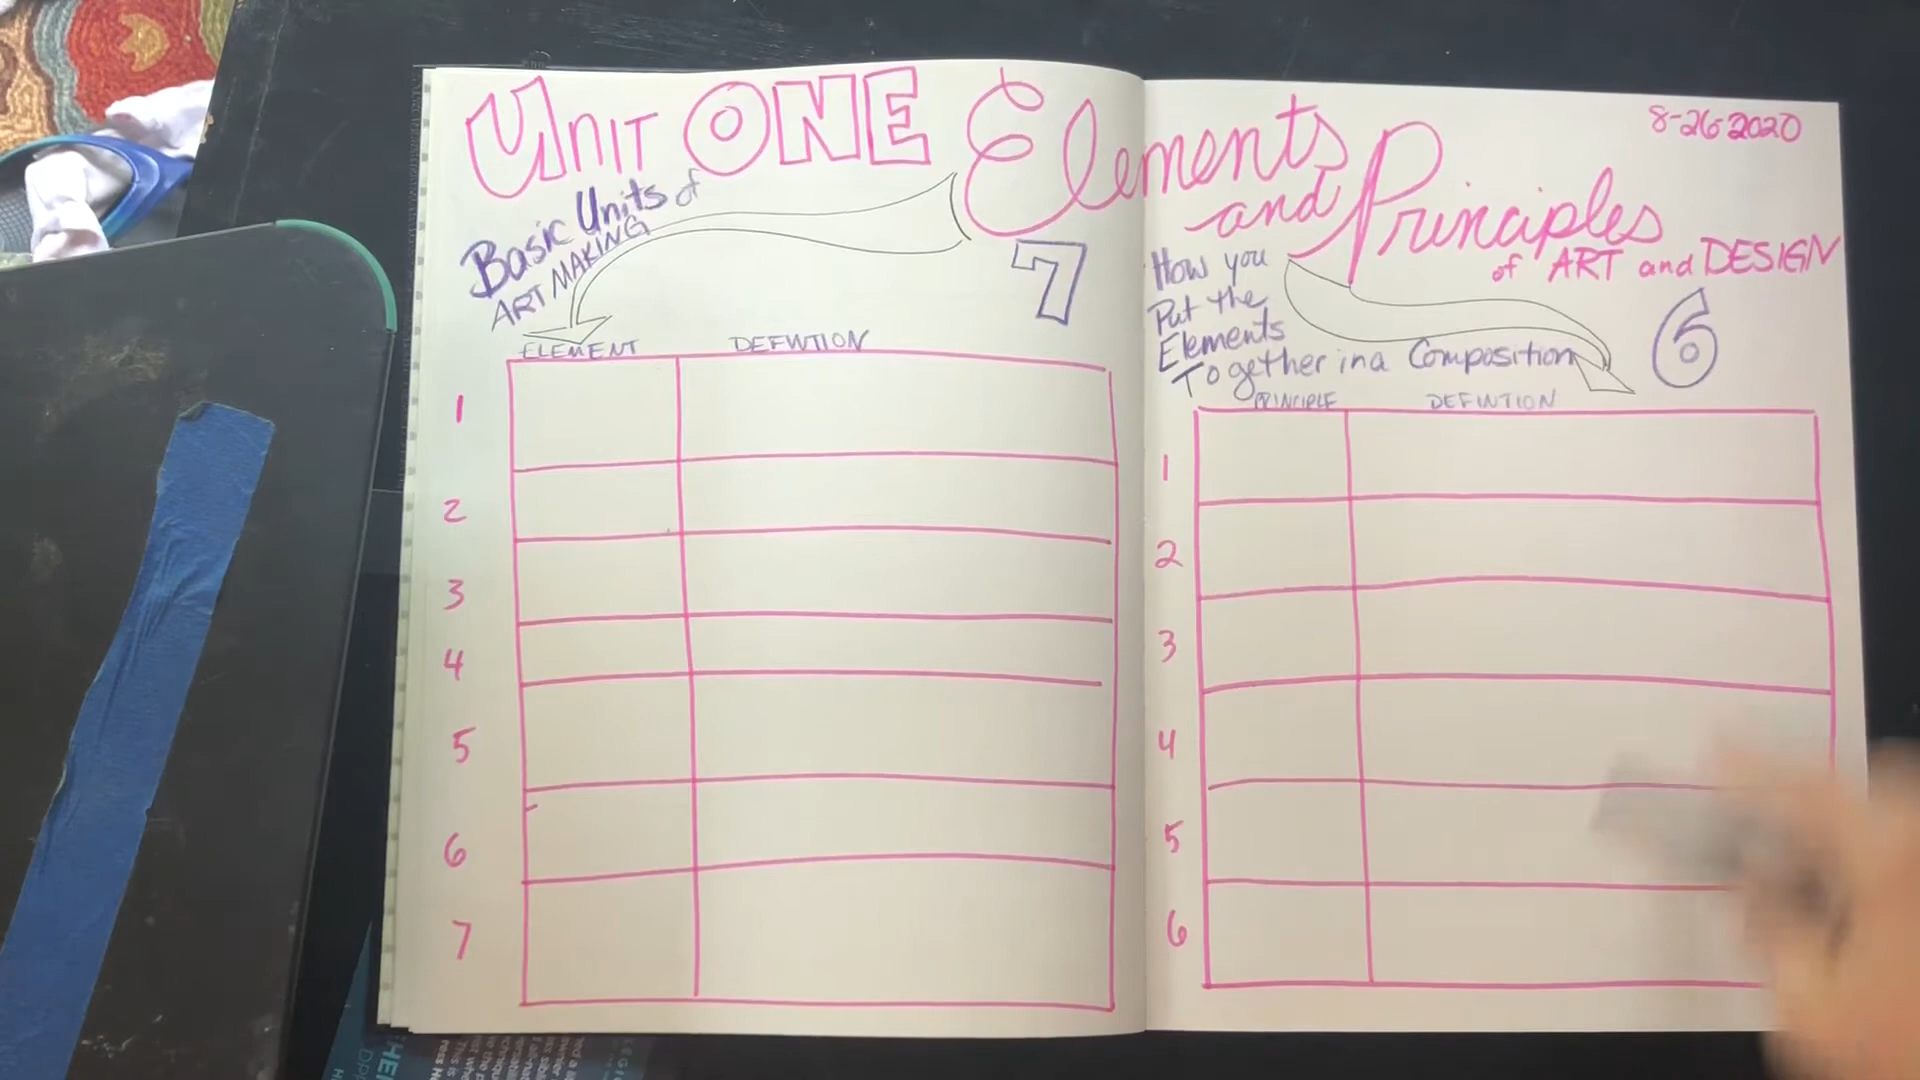 Unit ONE Elements
and Principles
of ART and DESIGN
8-26-2020
Basic Units of
ART MAKING
7
How you
Put the
Elements
Together in a Composition
6
ELEMENT DEFINTION
1
2
3
4
5
6
7
PRINCIPLE DEFINTION
1
2
3
4
5
6